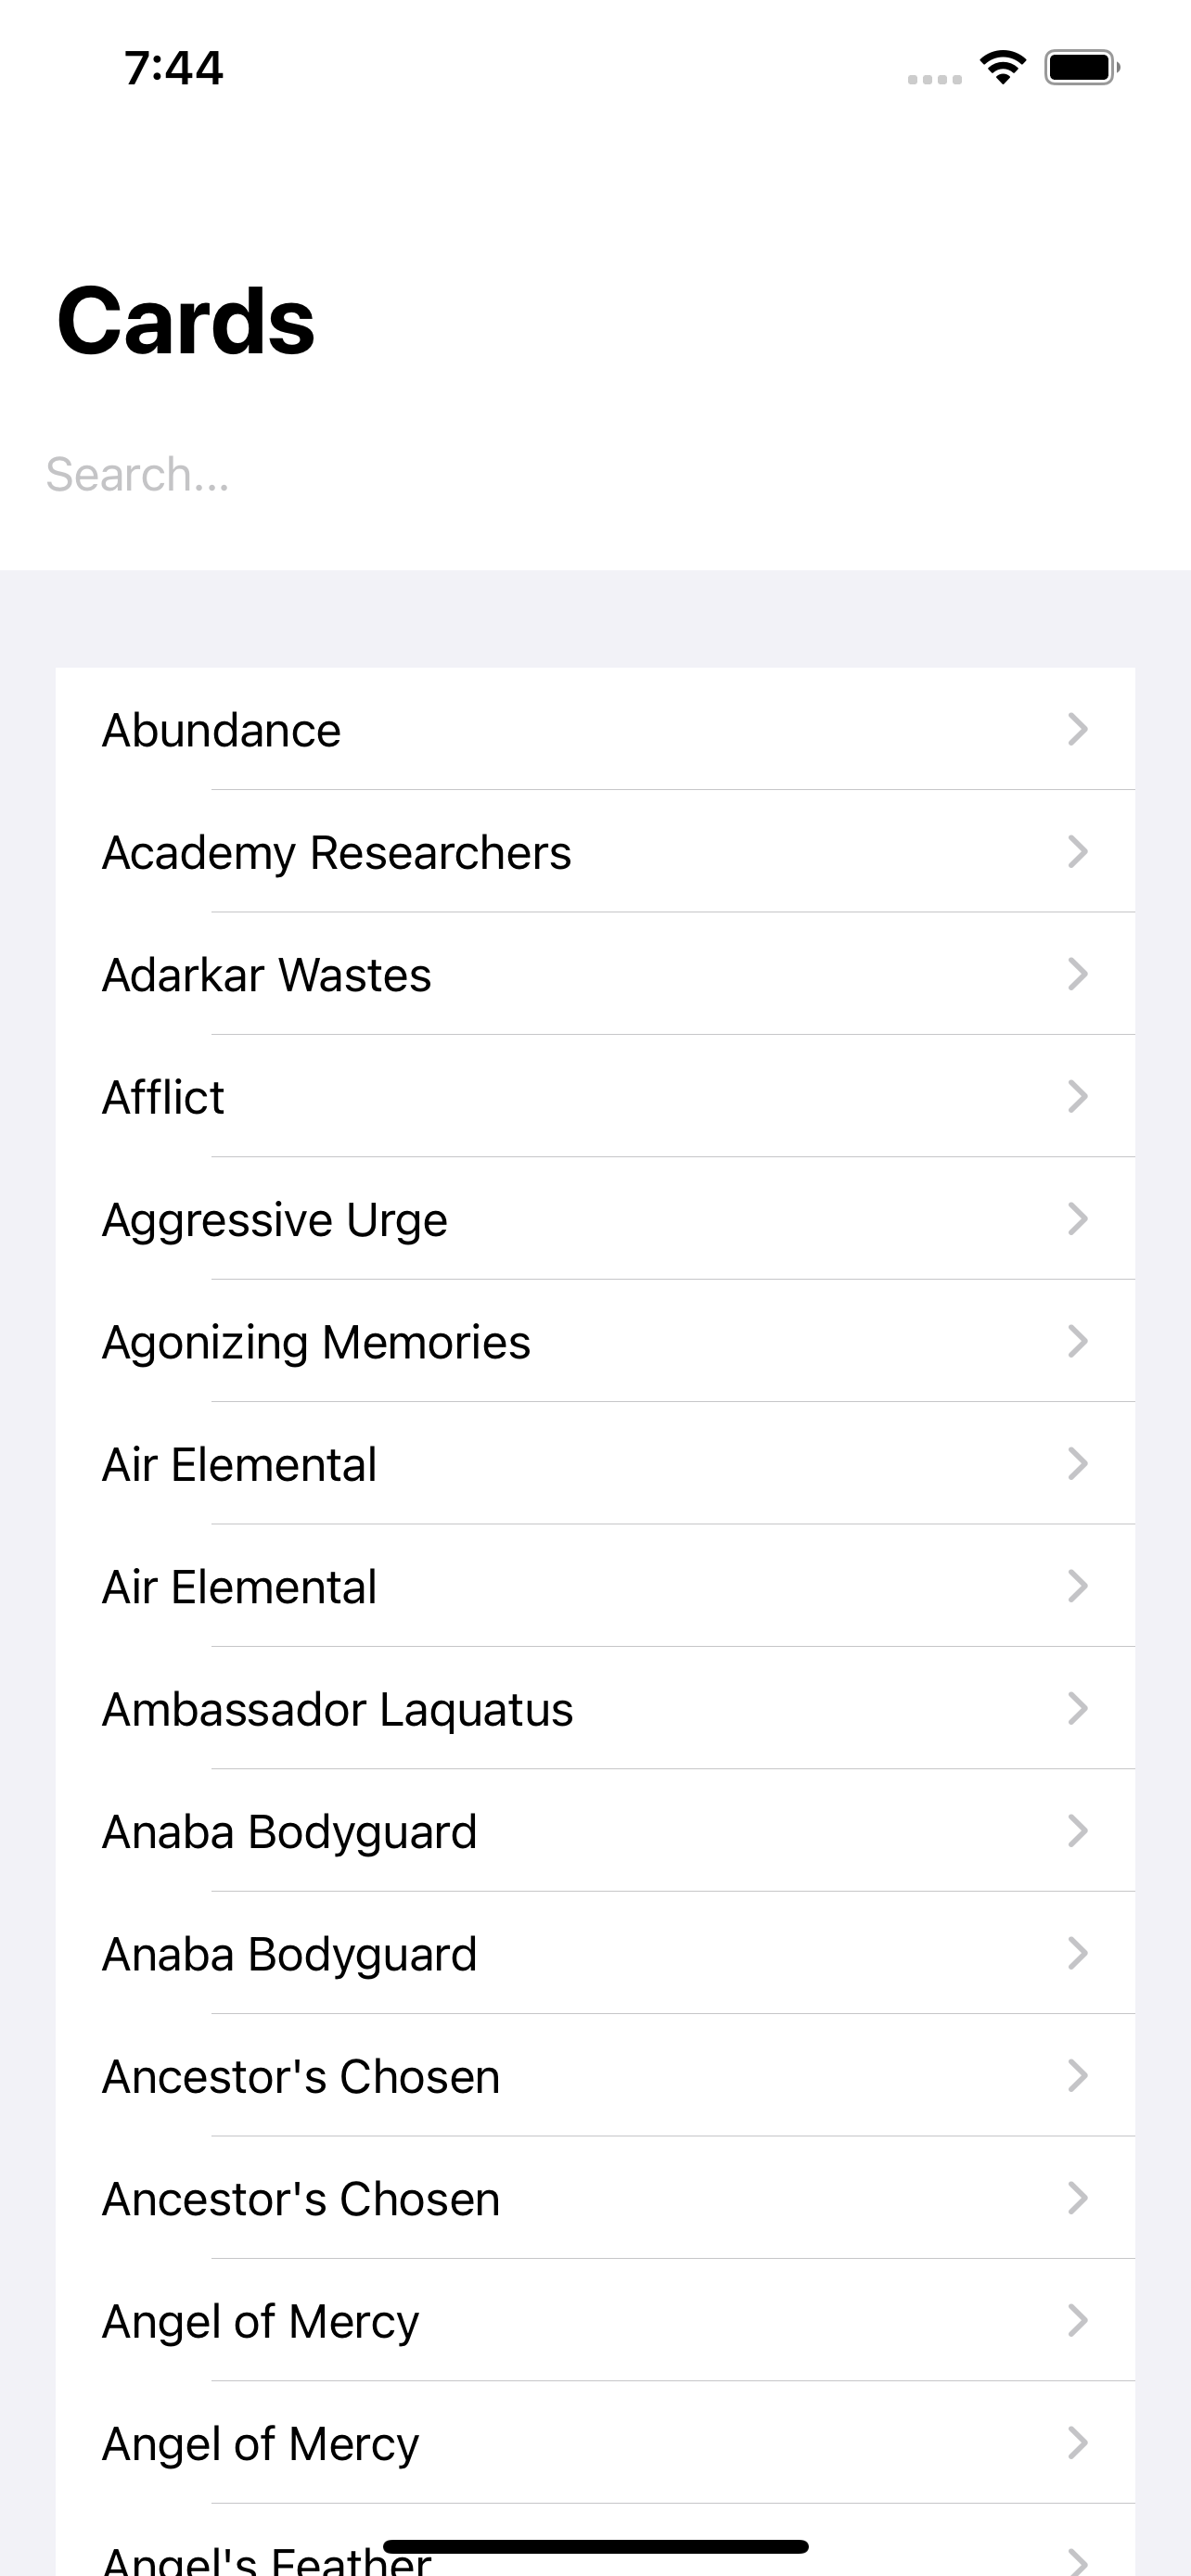 7:44
Cards
Search...
Abundance
Academy Researchers
Adarkar Wastes
Afflict
Aggressive Urge
Agonizing Memories
Air Elemental
Air Elemental
Ambassador Laquatus
Anaba Bodyguard
Anaba Bodyguard
Ancestor's Chosen
Ancestor's Chosen
Angel of Mercy
Angel of Mercy
Angel's Feather